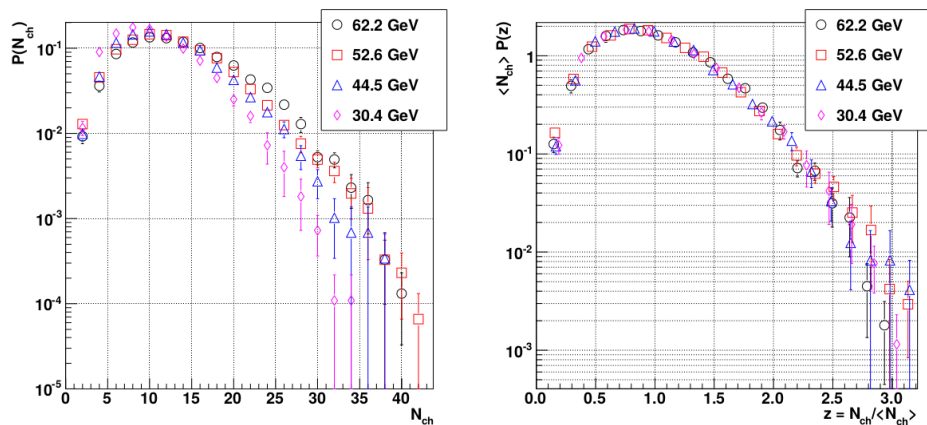 P(N_ch)
10^-1
10^-2
10^-3
10^-4
10^-5
0 5 10 15 20 25 30 35 40
N_ch
62.2 GeV
52.6 GeV
44.5 GeV
30.4 GeV
<N_ch> P(z)
1
10^-1
10^-2
10^-3
0.0 0.5 1.0 1.5 2.0 2.5 3.0
z = N_ch/<N_ch>
62.2 GeV
52.6 GeV
44.5 GeV
30.4 GeV